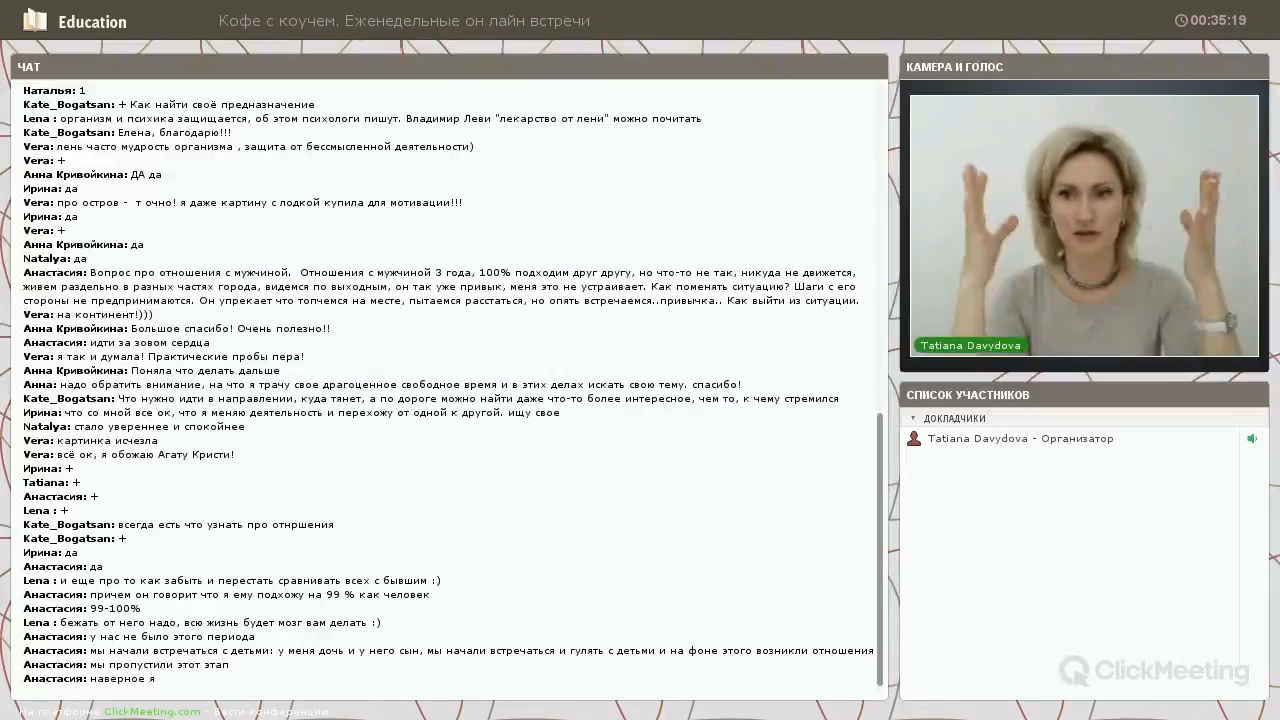 Education
Кофе с коучем. Еженедельные он лайн встречи
00:35:19
ЧАТ
Наталья: 1
Kate_Bogatsan: + Как найти своё предназначение
Lena : организм и психика защищается, об этом психологи пишут. Владимир Леви "лекарство от лени" можно почитать
Kate_Bogatsan: Елена, благодарю!!!
Vera: лень часто мудрость организма , защита от бессмысленной деятельности)
Vera: +
Анна Кривойкина: ДА да
Ирина: да
Vera: про остров - т очно! я даже картину с лодкой купила для мотивации!!!
Ирина: да
Vera: +
Анна Кривойкина: да
Natalya: да
Анастасия: Вопрос про отношения с мужчиной. Отношения с мужчиной 3 года, 100% подходим друг другу, но что-то не так, никуда не движется,
живем раздельно в разных частях города, видемся по выходным, он так уже привык, меня это не устраивает. Как поменять ситуацию? Шаги с его
стороны не предпринимаются. Он упрекает что топчемся на месте, пытаемся расстаться, но опять встречаемся..привычка.. Как выйти из ситуации.
Vera: на континент!)))
Анна Кривойкина: Большое спасибо! Очень полезно!!
Анастасия: идти за зовом сердца
Vera: я так и думала! Практические пробы пера!
Анна Кривойкина: Поняла что делать дальше
Анна: надо обратить внимание, на что я трачу свое драгоценное свободное время и в этих делах искать свою тему. спасибо!
Kate_Bogatsan: Что нужно идти в направлении, куда тянет, а по дороге можно найти даже что-то более интересное, чем то, к чему стремился
Ирина: что со мной все ок, что я меняю деятельность и перехожу от одной к другой. ищу свое
Natalya: стало увереннее и спокойнее
Vera: картинка исчезла
Vera: всё ок, я обожаю Агату Кристи!
Ирина: +
Tatiana: +
Анастасия: +
Lena : +
Kate_Bogatsan: всегда есть что узнать про отнршения
Kate_Bogatsan: +
Ирина: да
Анастасия: да
Lena : и еще про то как забыть и перестать сравнивать всех с бывшим :)
Анастасия: причем он говорит что я ему подхожу на 99 % как человек
Анастасия: 99-100%
Lena : бежать от него надо, всю жизнь будет мозг вам делать :)
Анастасия: у нас не было этого периода
Анастасия: мы начали встречаться с детьми: у меня дочь и у него сын, мы начали встречаться и гулять с детьми и на фоне этого возникли отношения
Анастасия: мы пропустили этот этап
Анастасия: наверное я
На платформе ClickMeeting.com - Вести конференцию
КАМЕРА И ГОЛОС
Tatiana Davydova
СПИСОК УЧАСТНИКОВ
ДОКЛАДЧИКИ
Tatiana Davydova - Организатор
ClickMeeting